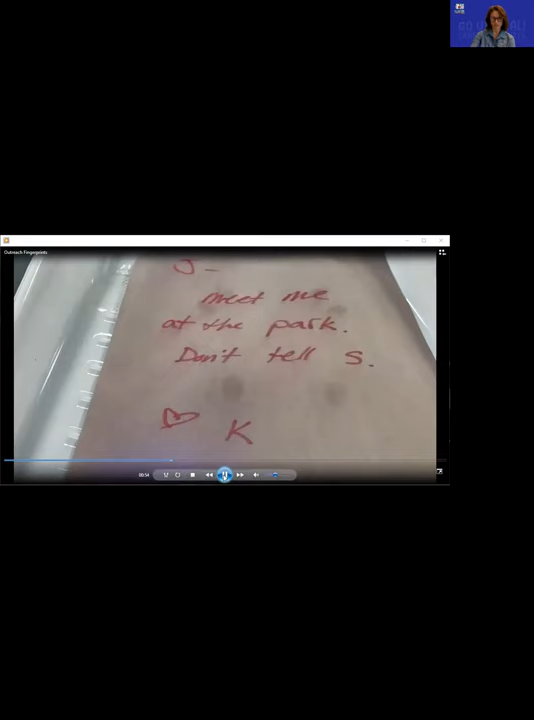 Outreach Fingerprints
J -
meet me
at the park.
Don't tell S.
♡ K
00:54